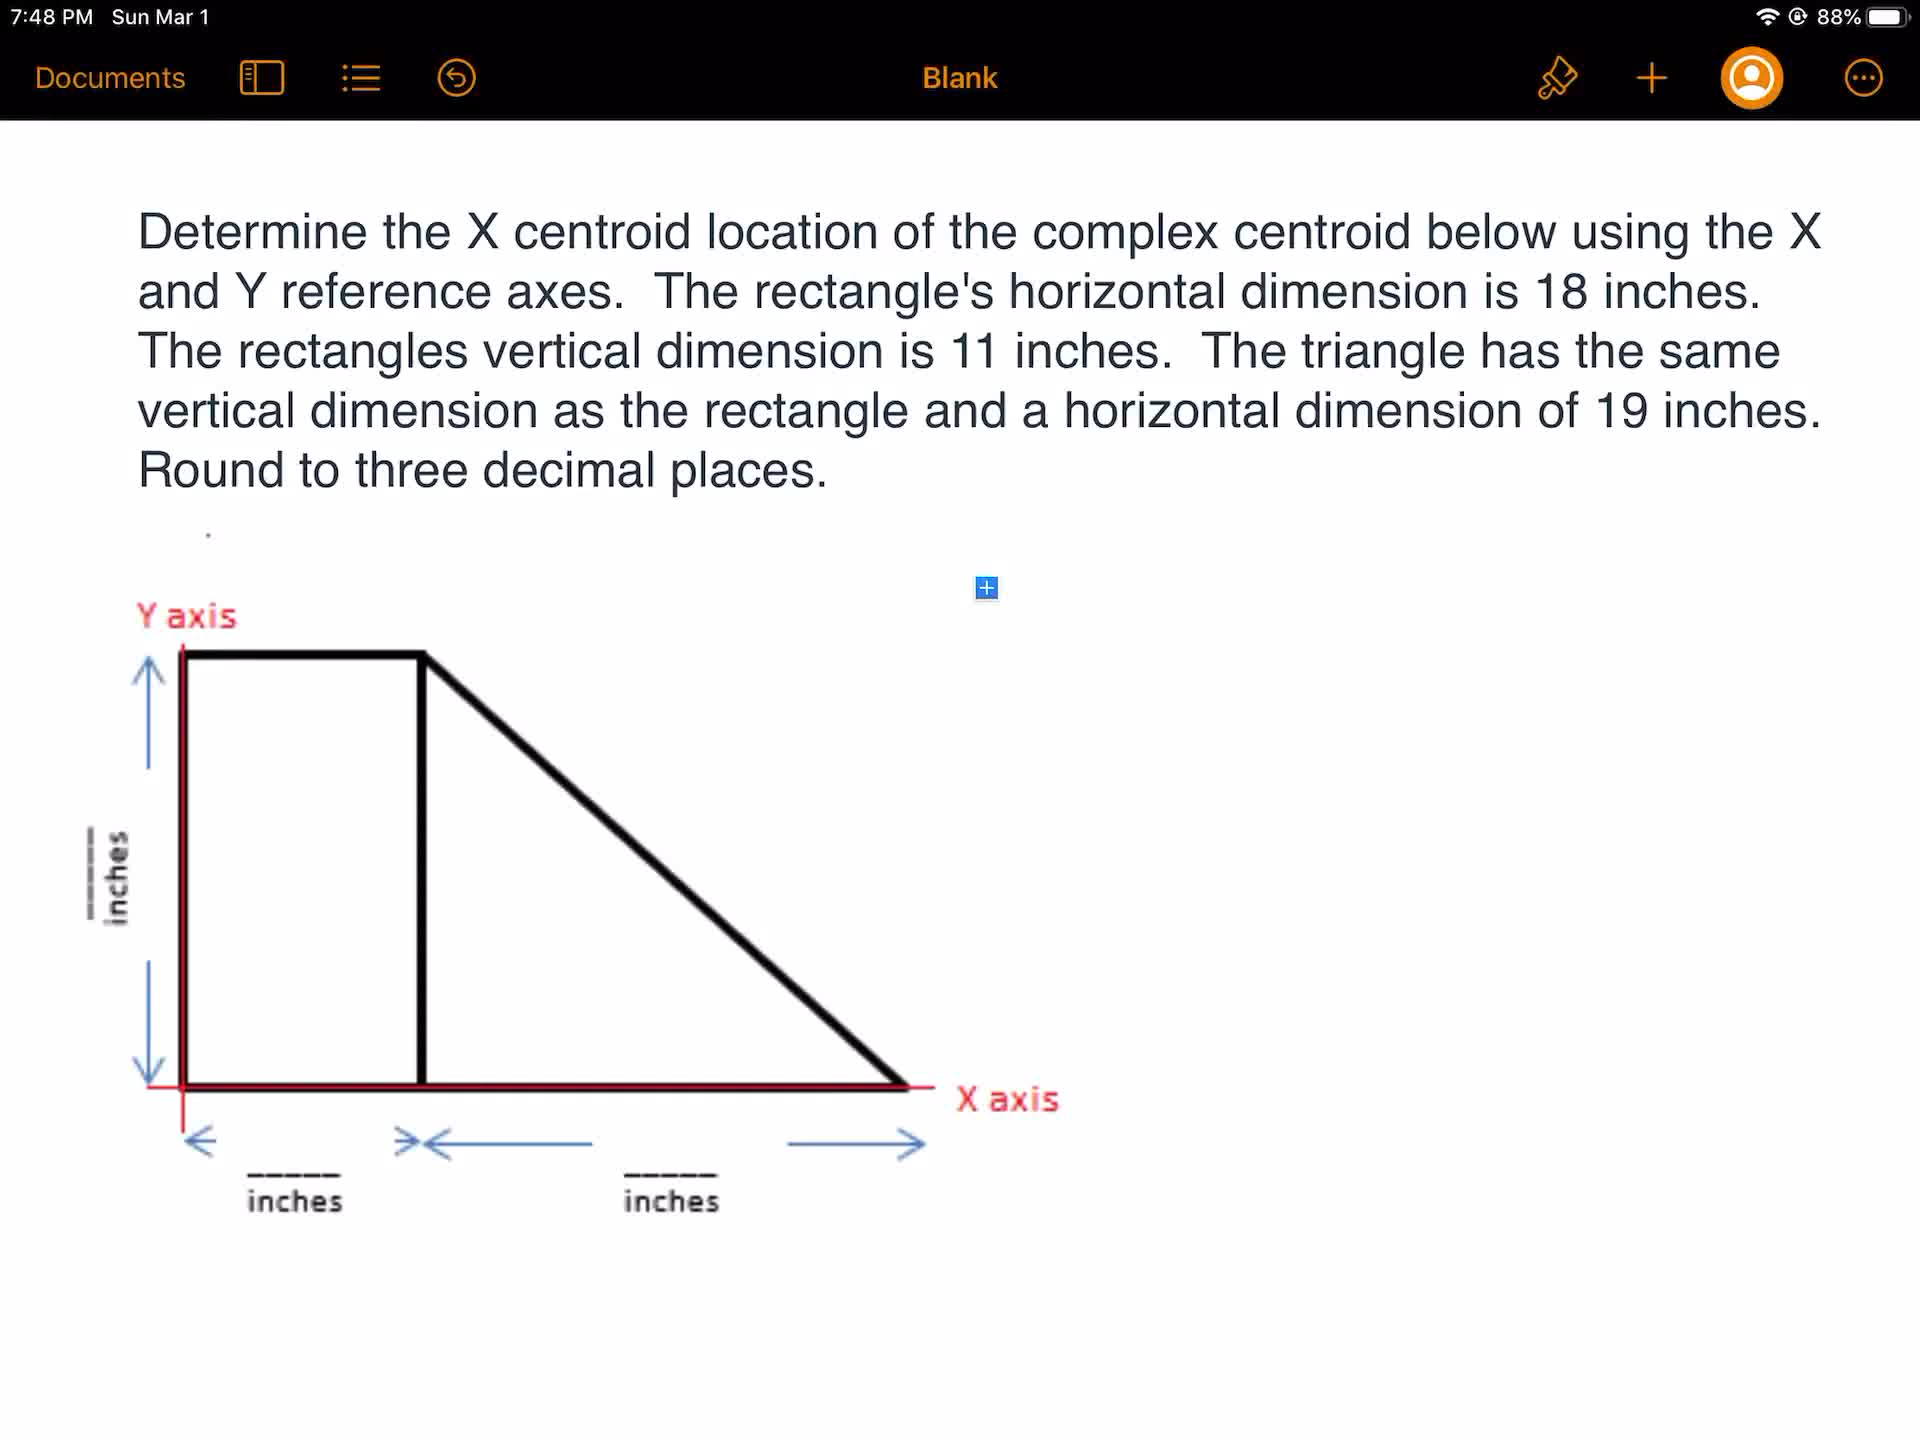 7:48 PM Sun Mar 1
88%
Documents
Blank
Determine the X centroid location of the complex centroid below using the X
and Y reference axes. The rectangle's horizontal dimension is 18 inches.
The rectangles vertical dimension is 11 inches. The triangle has the same
vertical dimension as the rectangle and a horizontal dimension of 19 inches.
Round to three decimal places.
Y axis
_____
inches
X axis
_____
inches
_____
inches